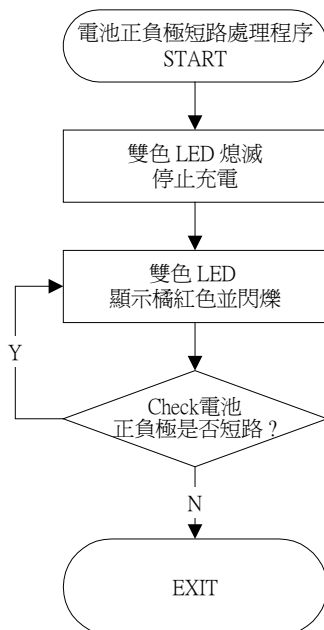 電池正負極短路處理程序
START
雙色 LED 熄滅
停止充電
雙色 LED
顯示橘紅色並閃爍
Y
Check電池
正負極是否短路 ?
N
EXIT